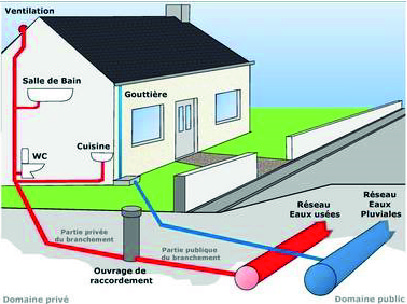 Ventilation
Salle de Bain
Gouttière
Cuisine
WC
Réseau
Eaux usées
Réseau
Eaux
Pluviales
Partie privée
du branchement
Partie publique
du branchement
Ouvrage de
raccordement
Domaine privé
Domaine public